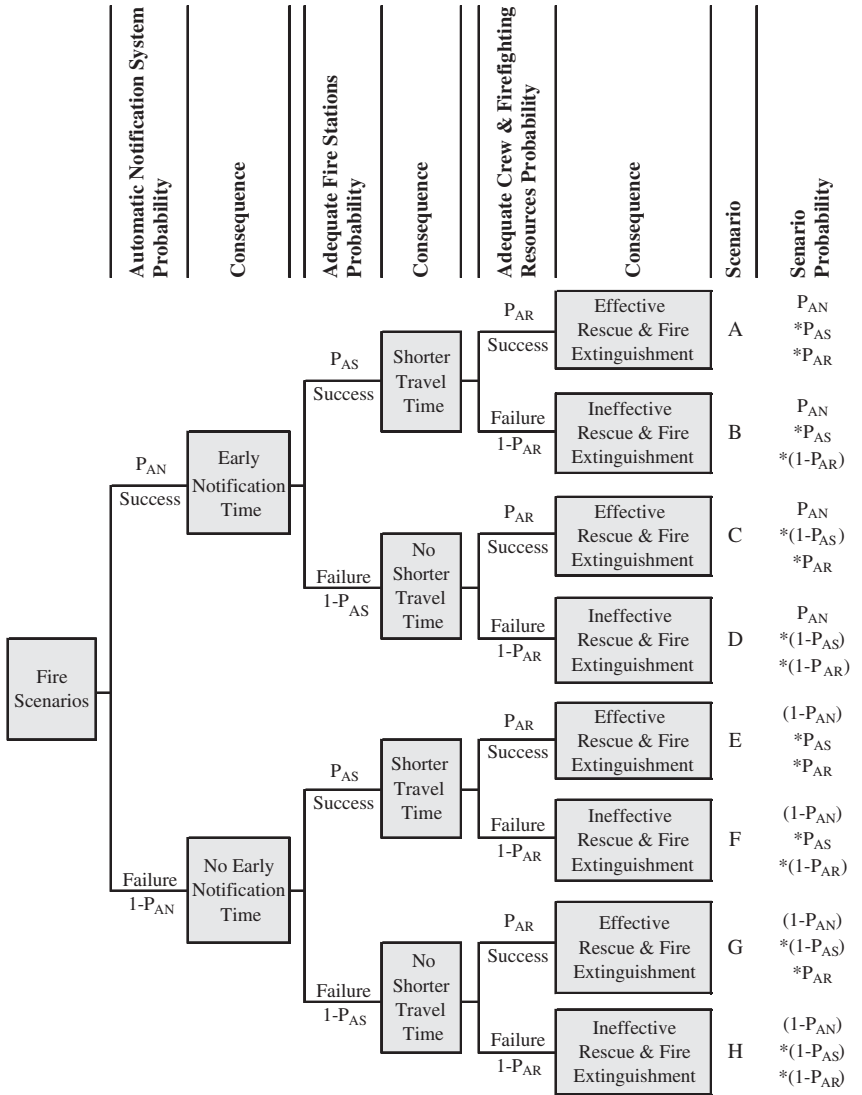 Automatic Notification System
Probability
Consequence
Adequate Fire Stations
Probability
Consequence
Adequate Crew & Firefighting
Resources Probability
Consequence
Scenario
Senario
Probability
Fire
Scenarios
P_AN
Success
Early
Notification
Time
Failure
1-P_AN
No Early
Notification
Time
P_AS
Success
Shorter
Travel
Time
Failure
1-P_AS
No
Shorter
Travel
Time
P_AS
Success
Shorter
Travel
Time
Failure
1-P_AS
No
Shorter
Travel
Time
P_AR
Success
Effective
Rescue & Fire
Extinguishment
A
P_AN
*P_AS
*P_AR
Failure
1-P_AR
Ineffective
Rescue & Fire
Extinguishment
B
P_AN
*P_AS
*(1-P_AR)
P_AR
Success
Effective
Rescue & Fire
Extinguishment
C
P_AN
*(1-P_AS)
*P_AR
Failure
1-P_AR
Ineffective
Rescue & Fire
Extinguishment
D
P_AN
*(1-P_AS)
*(1-P_AR)
P_AR
Success
Effective
Rescue & Fire
Extinguishment
E
(1-P_AN)
*P_AS
*P_AR
Failure
1-P_AR
Ineffective
Rescue & Fire
Extinguishment
F
(1-P_AN)
*P_AS
*(1-P_AR)
P_AR
Success
Effective
Rescue & Fire
Extinguishment
G
(1-P_AN)
*(1-P_AS)
*P_AR
Failure
1-P_AR
Ineffective
Rescue & Fire
Extinguishment
H
(1-P_AN)
*(1-P_AS)
*(1-P_AR)